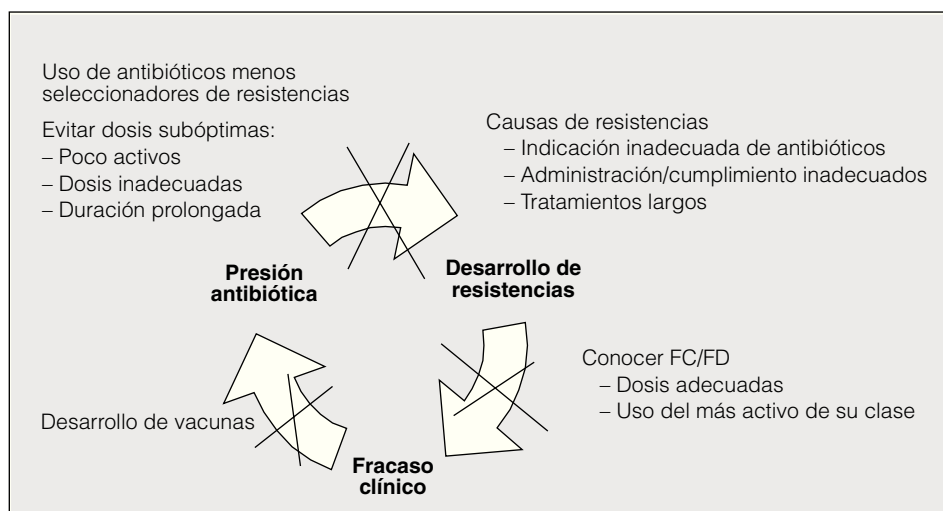 Uso de antibióticos menos
seleccionadores de resistencias
Evitar dosis subóptimas:
– Poco activos
– Dosis inadecuadas
– Duración prolongada
Causas de resistencias
– Indicación inadecuada de antibióticos
– Administración/cumplimiento inadecuados
– Tratamientos largos
Presión
antibiótica
Desarrollo de
resistencias
Conocer FC/FD
– Dosis adecuadas
– Uso del más activo de su clase
Desarrollo de vacunas
Fracaso
clínico